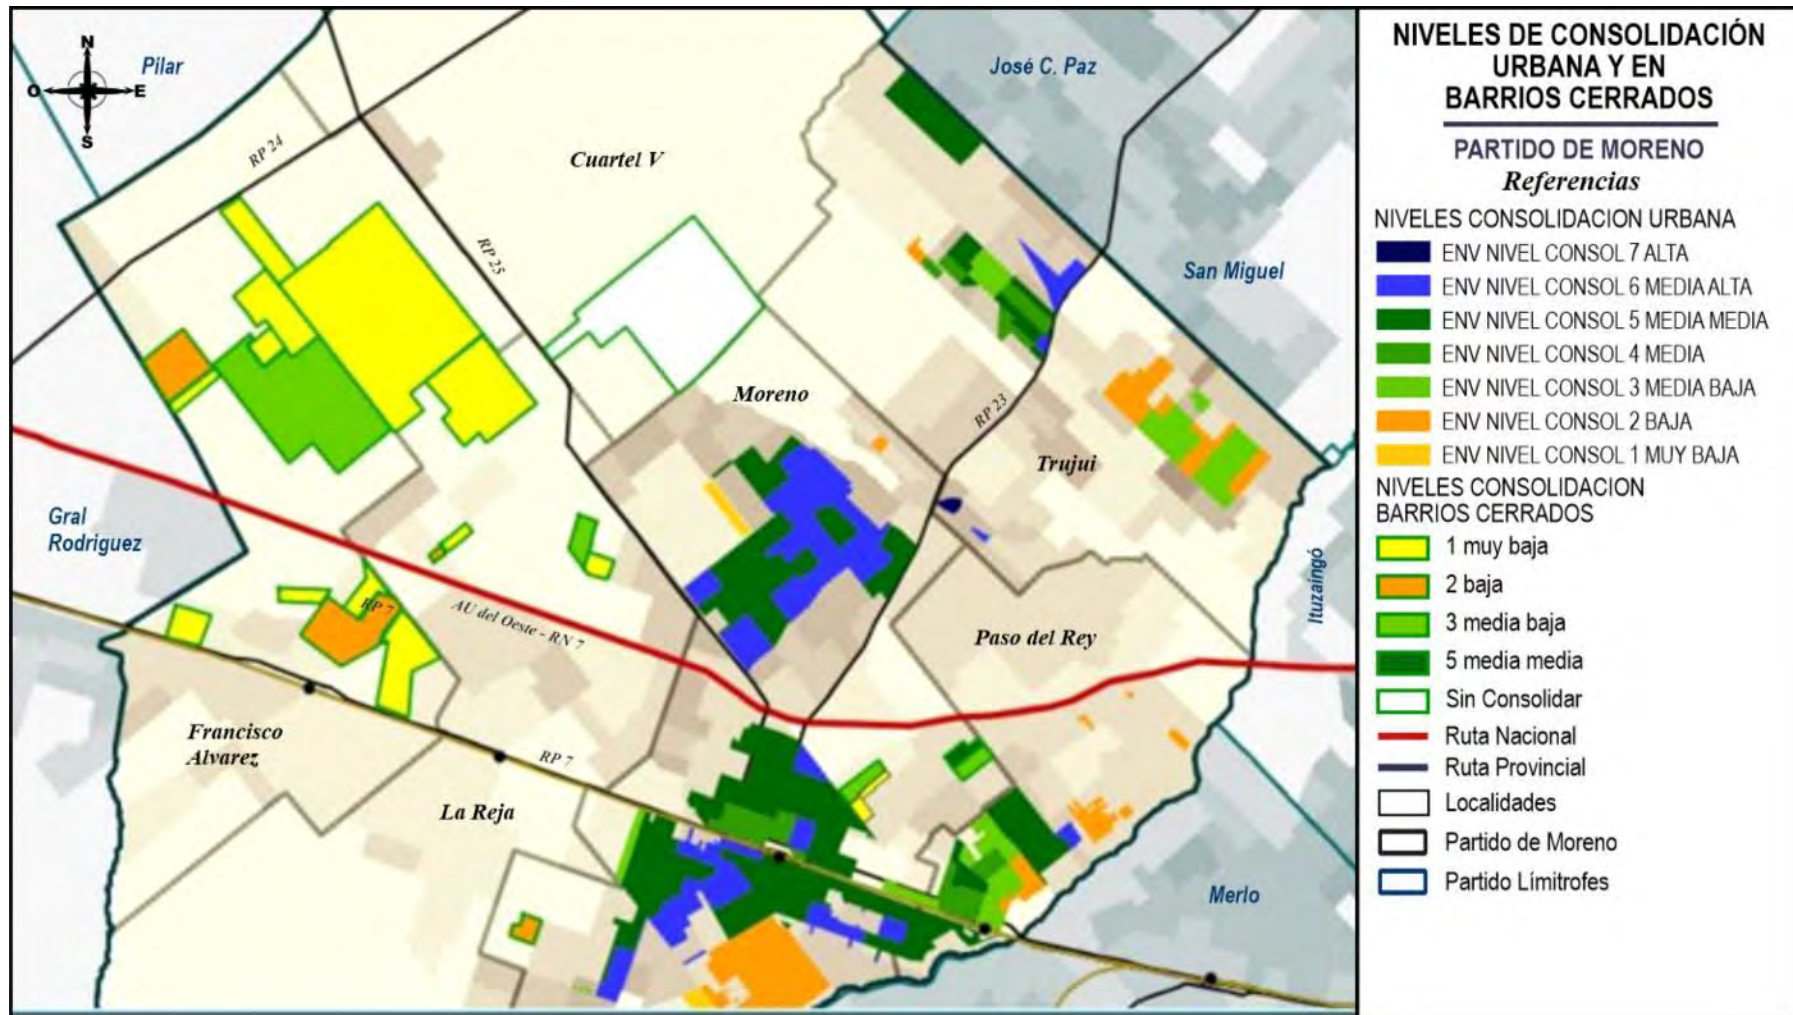 N
O
E
S
Pilar
José C. Paz
RP 24
Cuartel V
RP 25
San Miguel
Moreno
RP 23
Trujui
Gral
Rodriguez
RP 7
AU del Oeste - RN 7
Paso del Rey
Ituzaingó
Francisco
Alvarez
RP 7
La Reja
Merlo
NIVELES DE CONSOLIDACIÓN
URBANA Y EN
BARRIOS CERRADOS
PARTIDO DE MORENO
Referencias
NIVELES CONSOLIDACION URBANA
ENV NIVEL CONSOL 7 ALTA
ENV NIVEL CONSOL 6 MEDIA ALTA
ENV NIVEL CONSOL 5 MEDIA MEDIA
ENV NIVEL CONSOL 4 MEDIA
ENV NIVEL CONSOL 3 MEDIA BAJA
ENV NIVEL CONSOL 2 BAJA
ENV NIVEL CONSOL 1 MUY BAJA
NIVELES CONSOLIDACION
BARRIOS CERRADOS
1 muy baja
2 baja
3 media baja
5 media media
Sin Consolidar
Ruta Nacional
Ruta Provincial
Localidades
Partido de Moreno
Partido Límitrofes